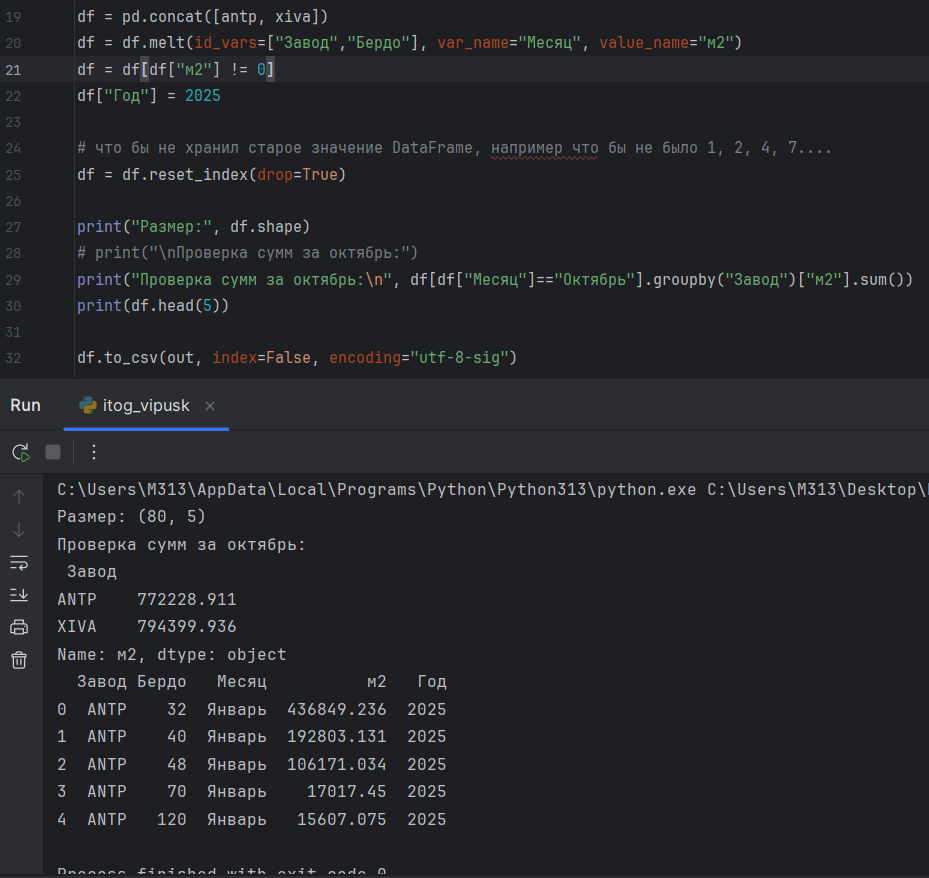 19 df = pd.concat([antp, xiva])
20 df = df.melt(id_vars=["Завод","Бердо"], var_name="Месяц", value_name="м2")
21 df = df[df["м2"] != 0]
22 df["Год"] = 2025
23
24 # что бы не хранил старое значение DataFrame, например что бы не было 1, 2, 4, 7....
25 df = df.reset_index(drop=True)
26
27 print("Размер:", df.shape)
28 # print("\nПроверка сумм за октябрь:")
29 print("Проверка сумм за октябрь:\n", df[df["Месяц"]=="Октябрь"].groupby("Завод")["м2"].sum())
30 print(df.head(5))
31
32 df.to_csv(out, index=False, encoding="utf-8-sig")
Run itog_vipusk
C:\Users\M313\AppData\Local\Programs\Python\Python313\python.exe C:\Users\M313\Desktop\
Размер: (80, 5)
Проверка сумм за октябрь:
Завод
ANTP 772228.911
XIVA 794399.936
Name: м2, dtype: object
Завод Бердо Месяц м2 Год
0 ANTP 32 Январь 436849.236 2025
1 ANTP 40 Январь 192803.131 2025
2 ANTP 48 Январь 106171.034 2025
3 ANTP 70 Январь 17017.45 2025
4 ANTP 120 Январь 15607.075 2025
Process finished with exit code 0